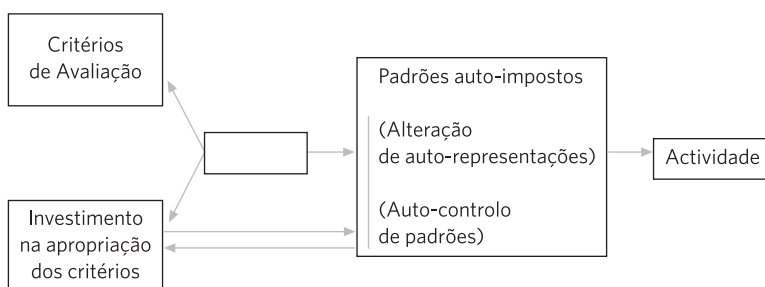 Critérios
de Avaliação
Padrões auto-impostos
(Alteração
de auto-representações)
Actividade
(Auto-controlo
de padrões)
Investimento
na apropriação
dos critérios